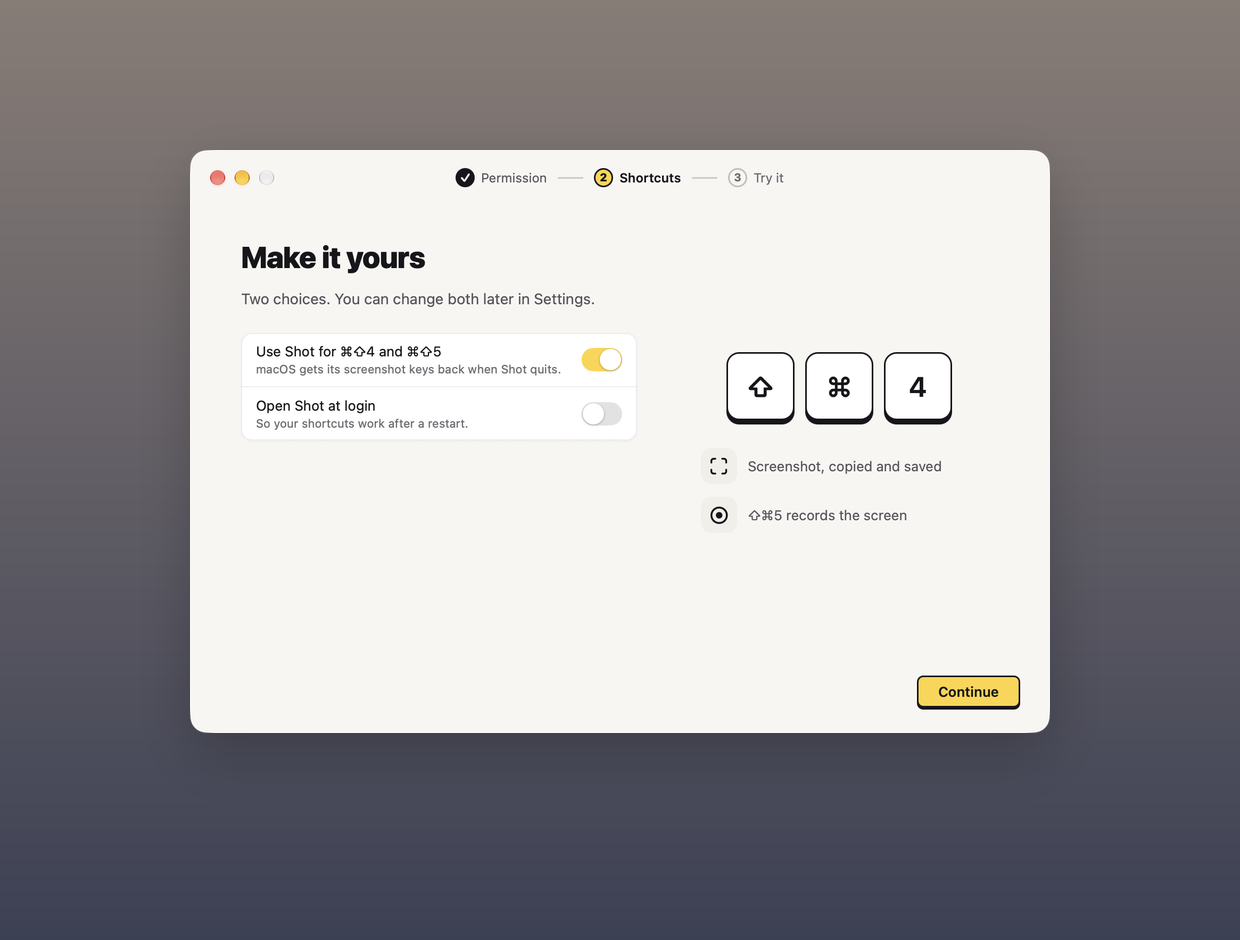 Permission
2 Shortcuts
3 Try it
Make it yours
Two choices. You can change both later in Settings.
Use Shot for ⌘⇧4 and ⌘⇧5
macOS gets its screenshot keys back when Shot quits.
Open Shot at login
So your shortcuts work after a restart.
⇧ ⌘ 4
Screenshot, copied and saved
⇧⌘5 records the screen
Continue